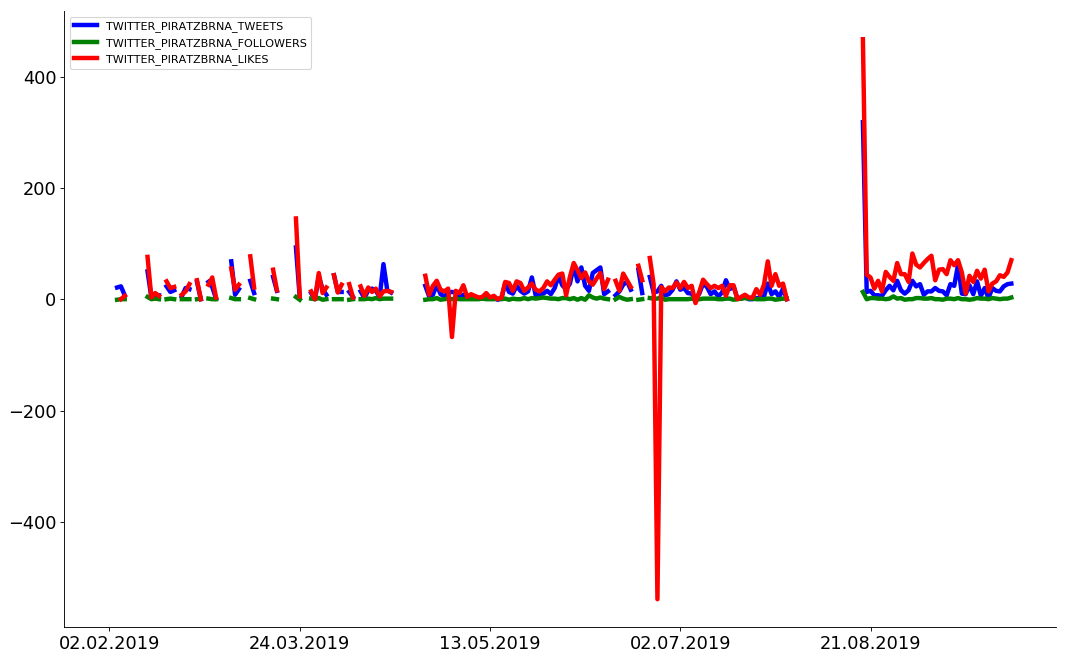 TWITTER_PIRATZBRNA_TWEETS
TWITTER_PIRATZBRNA_FOLLOWERS
TWITTER_PIRATZBRNA_LIKES
400
200
0
−200
−400
02.02.2019 24.03.2019 13.05.2019 02.07.2019 21.08.2019